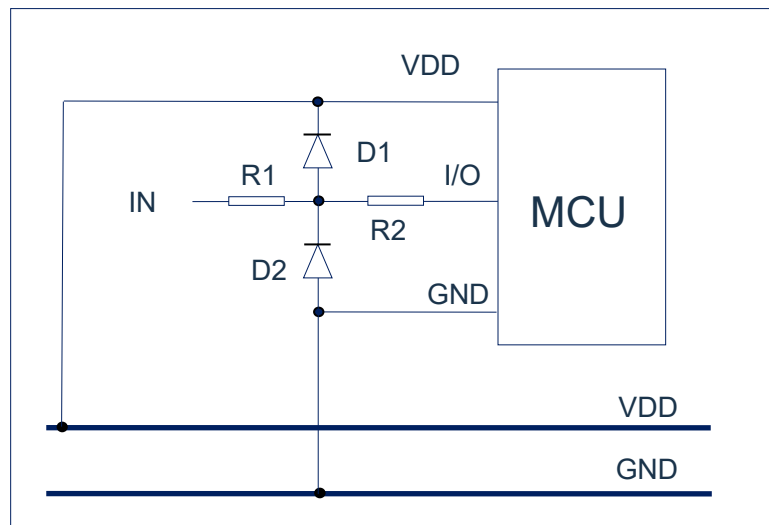 VDD
D1
R1
I/O
IN
MCU
R2
D2
GND
VDD
GND